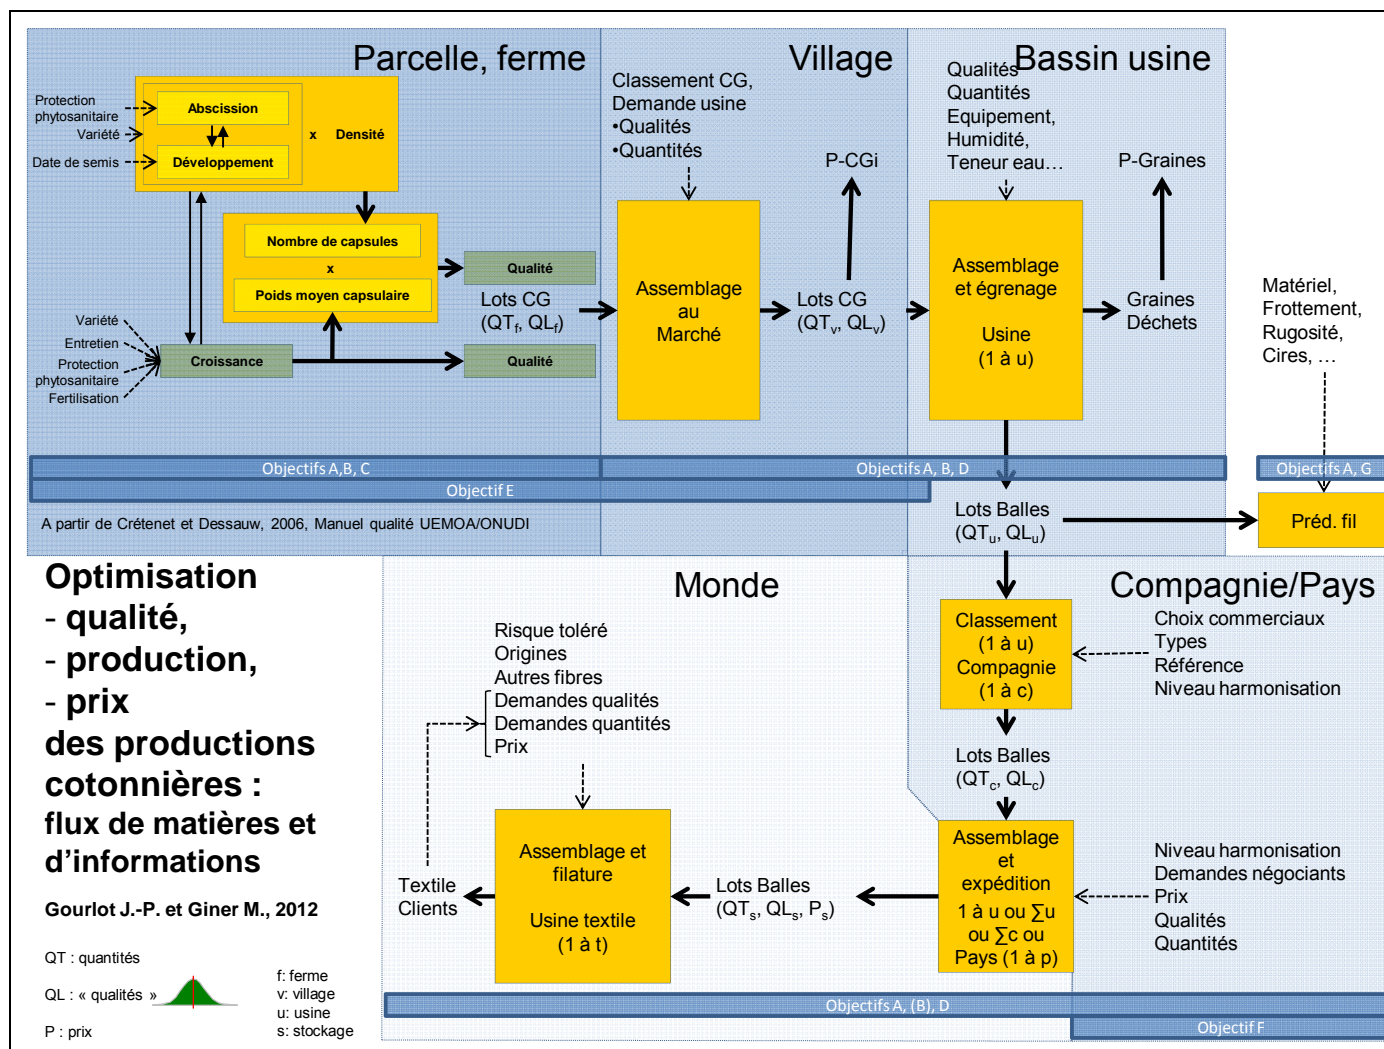 Parcelle, ferme
Protection
phytosanitaire
Variété
Date de semis
Abscission
Développement
x Densité
Nombre de capsules
x
Poids moyen capsulaire
Variété
Entretien
Protection
phytosanitaire
Fertilisation
Croissance
Qualité
Lots CG
(QTf, QLf)
Qualité
Village
Classement CG,
Demande usine
•Qualités
•Quantités
Assemblage
au
Marché
P-CGi
Lots CG
(QTv, QLv)
Bassin usine
Qualités
Quantités
Equipement,
Humidité,
Teneur eau…
Assemblage
et égrenage
Usine
(1 à u)
P-Graines
Graines
Déchets
Matériel,
Frottement,
Rugosité,
Cires, …
Objectifs A,B, C
Objectifs A, B, D
Objectifs A, G
Objectif E
A partir de Crétenet et Dessauw, 2006, Manuel qualité UEMOA/ONUDI
Lots Balles
(QTu, QLu)
Préd. fil
Optimisation
- qualité,
- production,
- prix
des productions
cotonnières :
flux de matières et
d’informations
Gourlot J.-P. et Giner M., 2012
QT : quantités
QL : « qualités »
P : prix
f: ferme
v: village
u: usine
s: stockage
Monde
Risque toléré
Origines
Autres fibres
Demandes qualités
Demandes quantités
Prix
Textile
Clients
Assemblage et
filature
Usine textile
(1 à t)
Lots Balles
(QTs, QLs, Ps)
Compagnie/Pays
Classement
(1 à u)
Compagnie
(1 à c)
Choix commerciaux
Types
Référence
Niveau harmonisation
Lots Balles
(QTc, QLc)
Assemblage
et
expédition
1 à u ou ∑u
ou ∑c ou
Pays (1 à p)
Niveau harmonisation
Demandes négociants
Prix
Qualités
Quantités
Objectifs A, (B), D
Objectif F